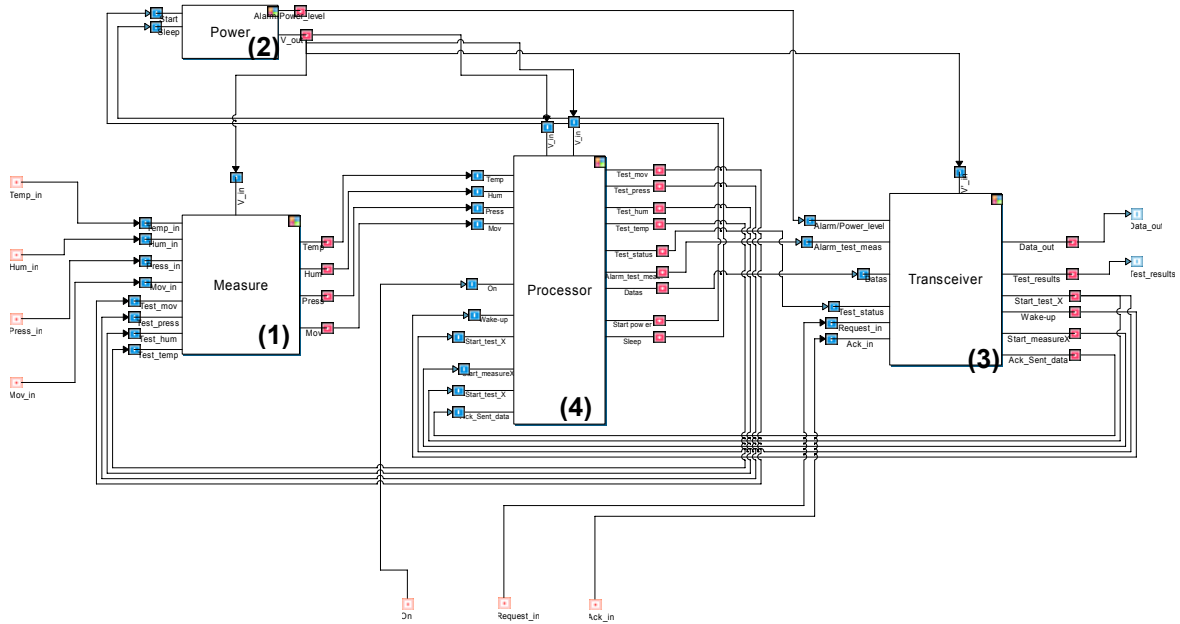 Start
Sleep
Power
(2)
Alarm/Power_level
V_out
V_in
V_in
V_in
V_in
Temp_in
Hum_in
Press_in
Mov_in
Temp_in
Hum_in
Press_in
Mov_in
Test_mov
Test_press
Test_hum
Test_temp
Measure
(1)
Temp
Hum
Press
Mov
Temp
Hum
Press
Mov
On
Wake-up
Start_test_X
Start_measureX
Start_test_X
Ack_Sent_data
Processor
(4)
Test_mov
Test_press
Test_hum
Test_temp
Test_status
Alarm_test_meas
Datas
Start power
Sleep
Alarm/Power_level
Alarm_test_meas
Datas
Test_status
Request_in
Ack_in
Transceiver
(3)
Data_out
Test_results
Start_test_X
Wake-up
Start_measureX
Ack_Sent_data
Data_out
Test_results
On
Request_in
Ack_in